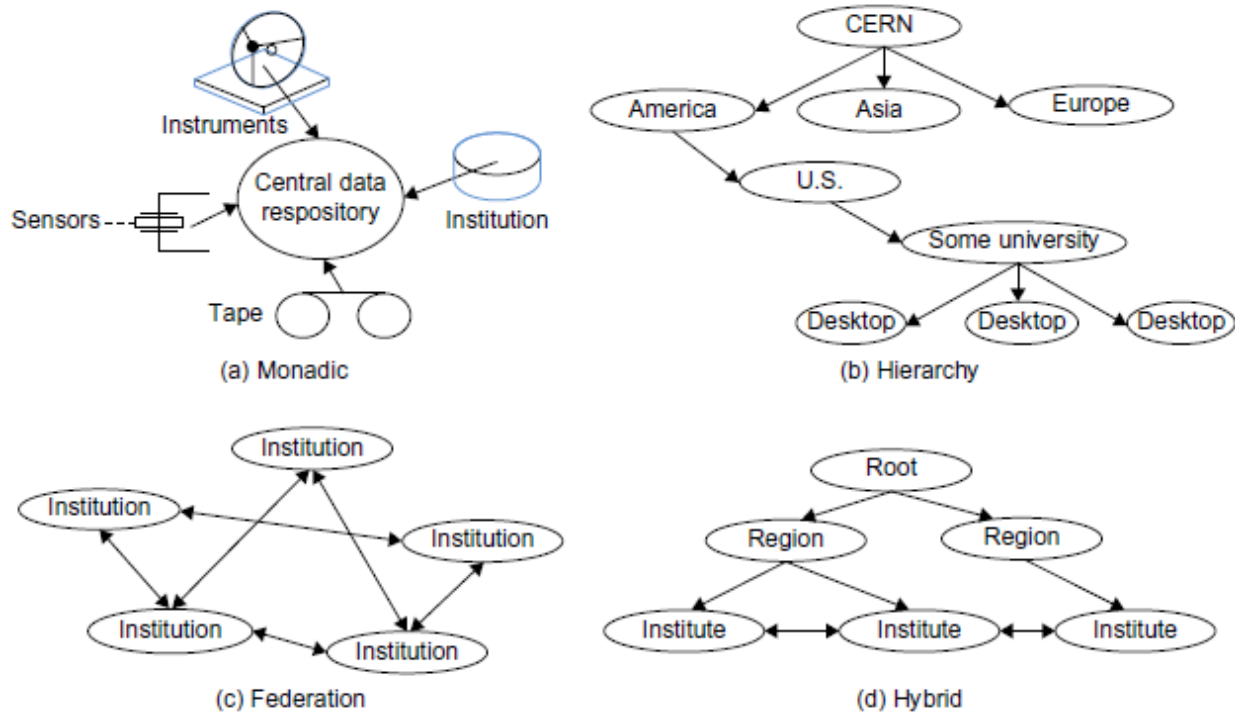 Instruments
Central data
respository
Sensors
Institution
Tape
(a) Monadic
CERN
America
Asia
Europe
U.S.
Some university
Desktop
Desktop
Desktop
(b) Hierarchy
Institution
Institution
Institution
Institution
Institution
(c) Federation
Root
Region
Region
Institute
Institute
Institute
(d) Hybrid